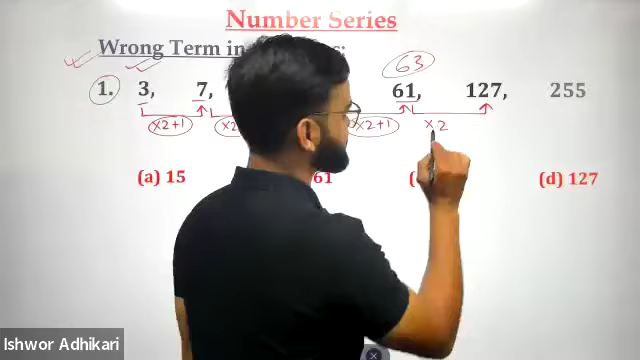 Number Series
Wrong Term in
63
1. 3, 7, 61, 127, 255
×2+1 ×2 ×2+1 ×2
(a) 15 61 (d) 127
Ishwor Adhikari